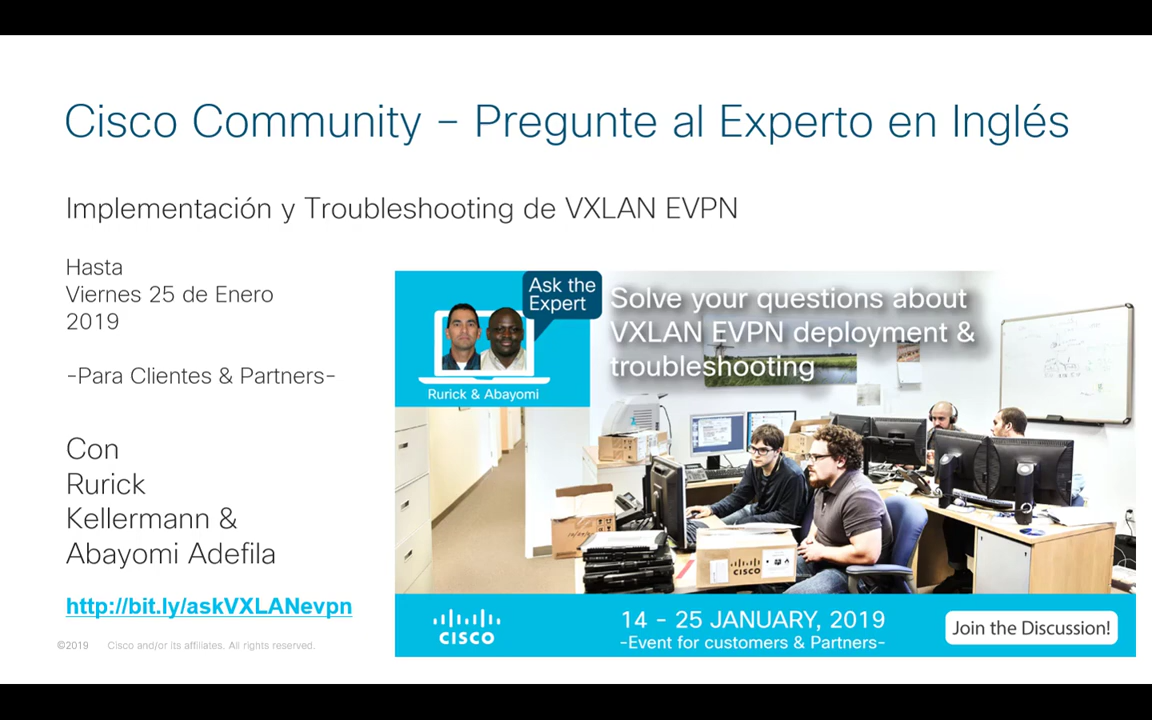 Cisco Community – Pregunte al Experto en Inglés
Implementación y Troubleshooting de VXLAN EVPN
Hasta
Viernes 25 de Enero
2019
-Para Clientes & Partners-
Con
Rurick
Kellermann &
Abayomi Adefila
http://bit.ly/askVXLANevpn
©2019 Cisco and/or its affiliates. All rights reserved.
Ask the
Expert
Rurick & Abayomi
Solve your questions about
VXLAN EVPN deployment &
troubleshooting
CISCO
CISCO
14 - 25 JANUARY, 2019
-Event for customers & Partners-
Join the Discussion!